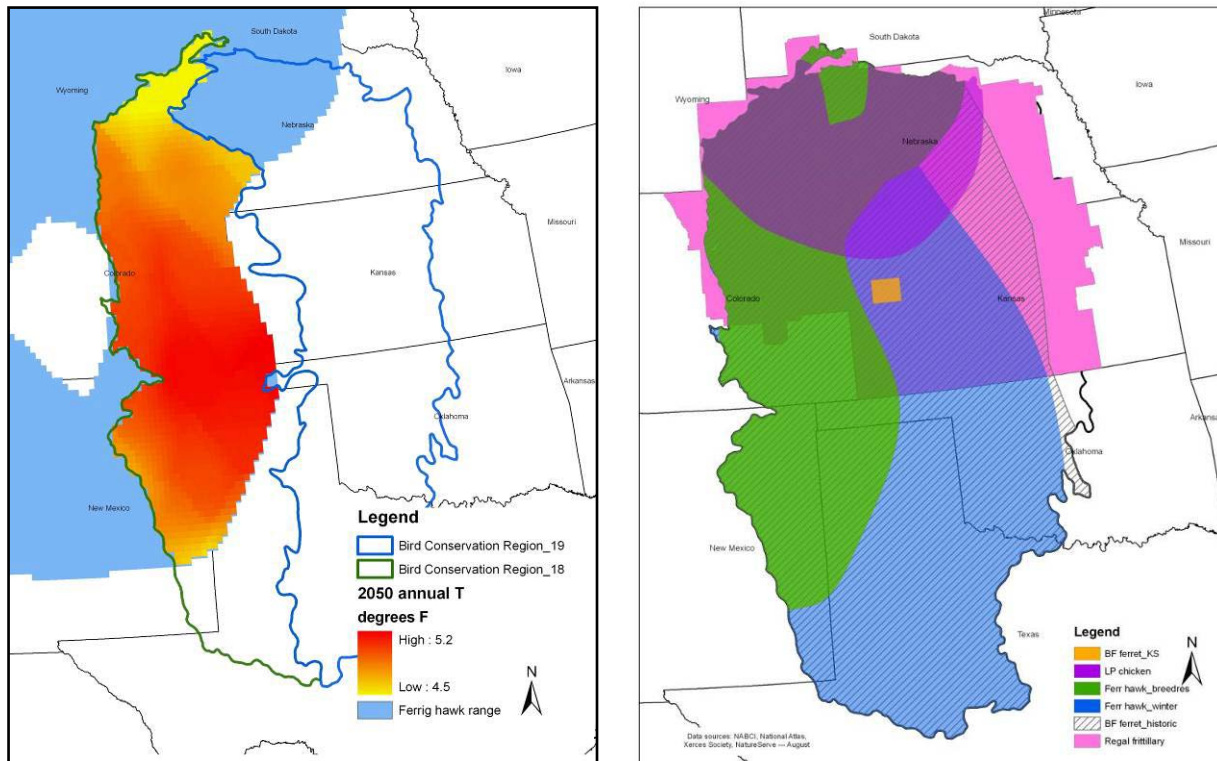 South Dakota
Iowa
Wyoming
Nebraska
Missouri
Colorado
Kansas
Arkansas
Oklahoma
New Mexico
Legend
Bird Conservation Region_19
Bird Conservation Region_18
2050 annual T
degrees F
High : 5.2
Low : 4.5
Ferrig hawk range
N
Minnesota
South Dakota
Iowa
Wyoming
Nebraska
Missouri
Colorado
Kansas
Arkansas
Oklahoma
New Mexico
Texas
Legend
BF ferret_KS
LP chicken
Ferr hawk_breedres
Ferr hawk_winter
BF ferret_historic
Regal frittillary
N
Data sources: NABCI, National Atlas,
Xerces Society, NatureServe --- August